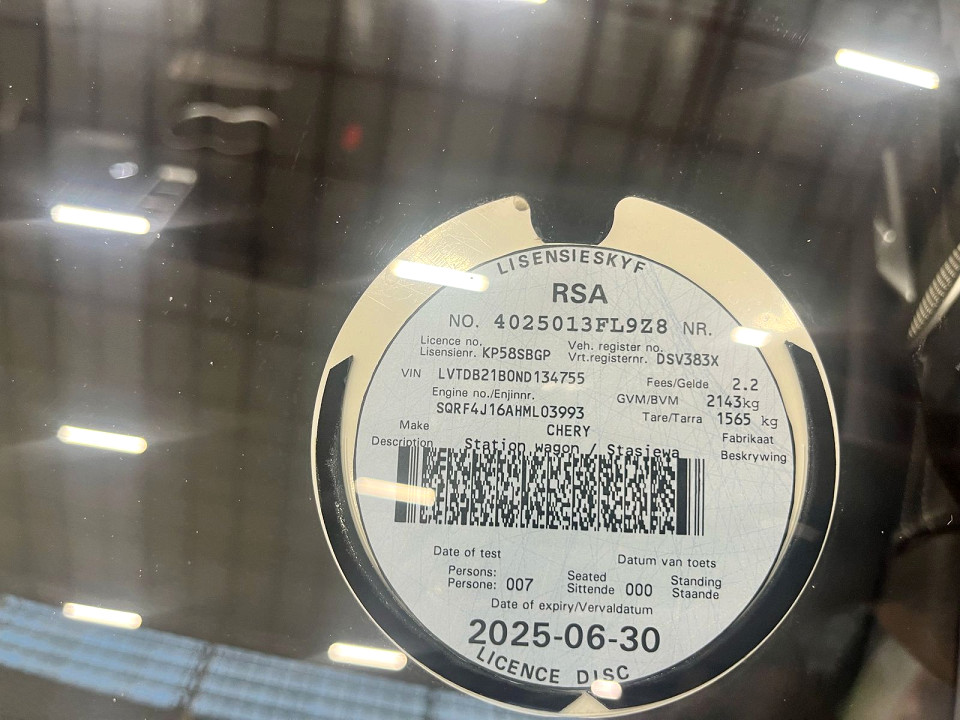 LISENSIESKYF
RSA
NO. 4025013FL9Z8 NR.
Licence no. Veh. register no.
Lisensienr. KP58SBGP Vrt.registernr. DSV383X
VIN LVTDB21B0ND134755 Fees/Gelde 2.2
Engine no./Enjinnr. GVM/BVM 2143kg
SQRF4J16AHML03993 Tare/Tarra 1565 kg
Make CHERY Fabrikaat
Description Station wagon / Stasiewa Beskrywing
Date of test Datum van toets
Persons: Seated Standing
Persone: 007 Sittende 000 Staande
Date of expiry/Vervaldatum
2025-06-30
LICENCE DISC